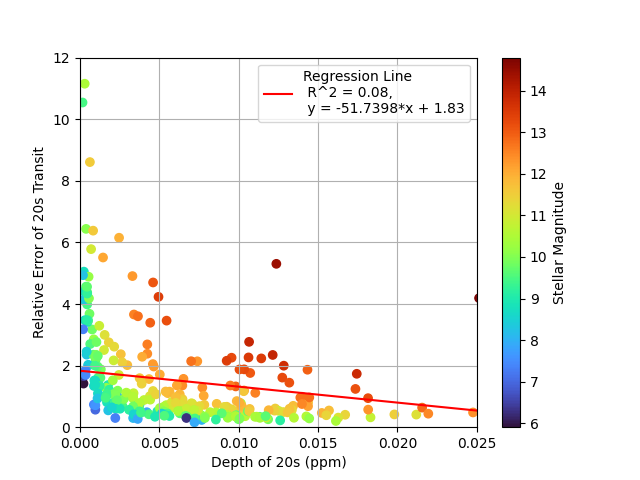 12
10
8
6
4
2
0
Relative Error of 20s Transit
Regression Line
R^2 = 0.08,
y = -51.7398*x + 1.83
0.000 0.005 0.010 0.015 0.020 0.025
Depth of 20s (ppm)
14
13
12
11
10
9
8
7
6
Stellar Magnitude